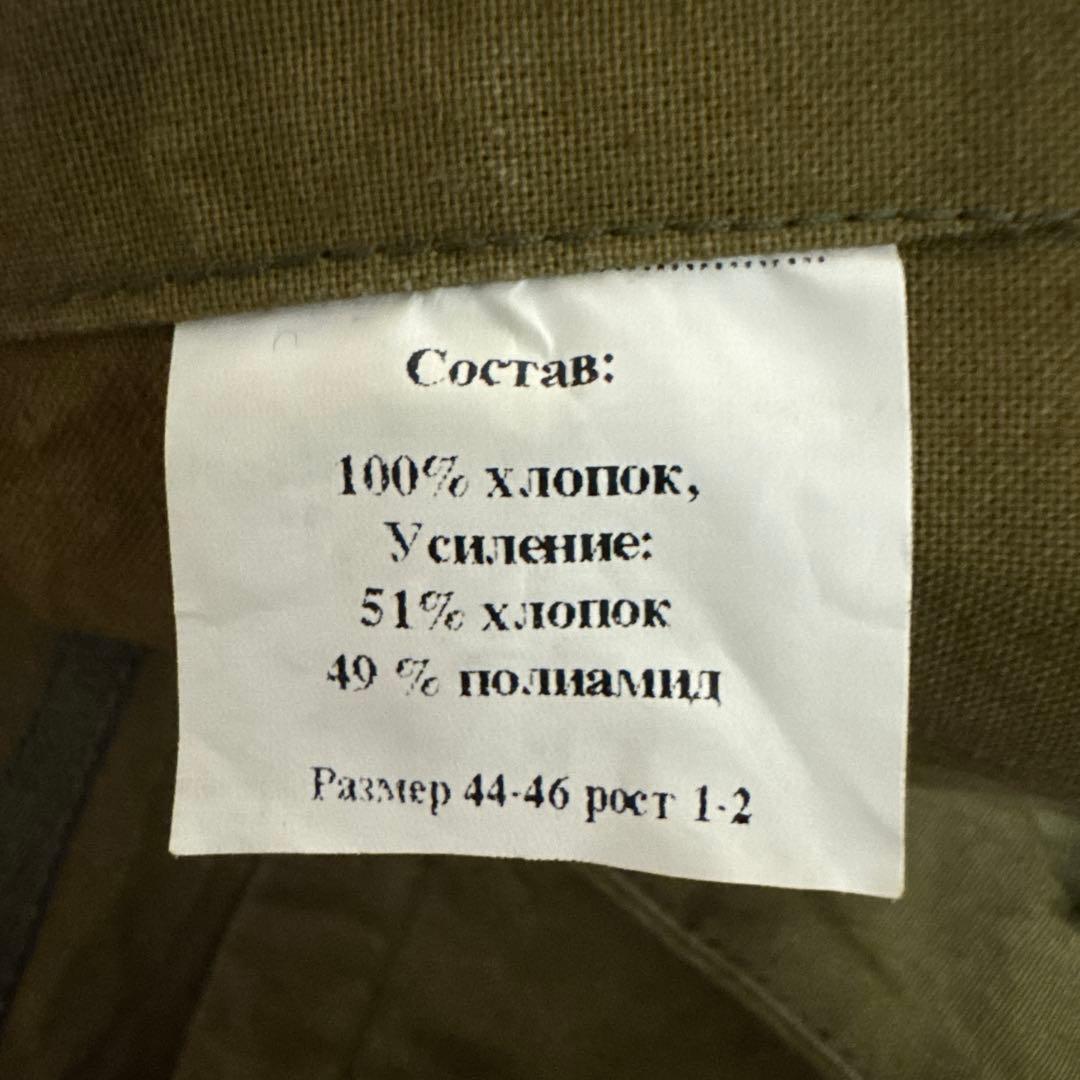 Состав:
100% хлопок,
Усиление:
51% хлопок
49 % полиамид
Размер 44-46 рост 1-2